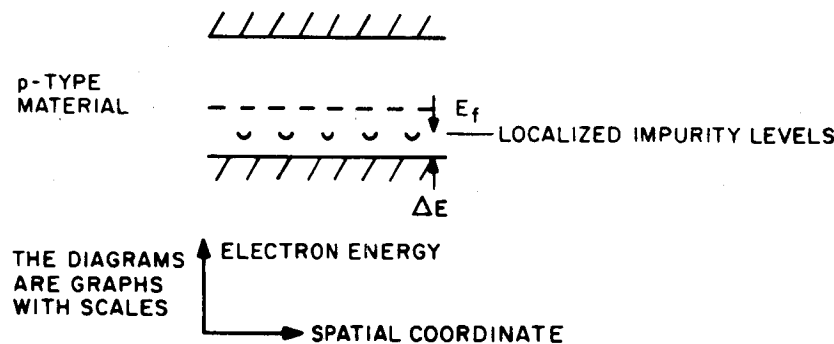 p-TYPE
MATERIAL
E_f
LOCALIZED IMPURITY LEVELS
ΔE
THE DIAGRAMS
ARE GRAPHS
WITH SCALES
ELECTRON ENERGY
SPATIAL COORDINATE